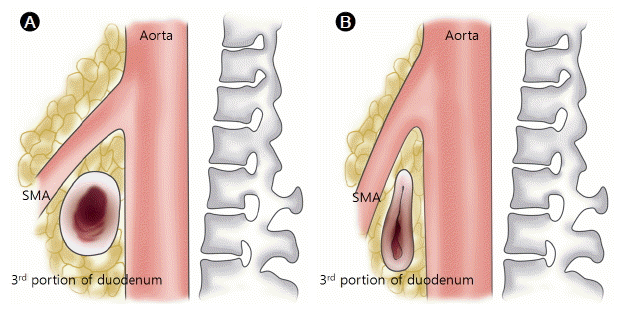 A
Aorta
SMA
3rd portion of duodenum
B
Aorta
SMA
3rd portion of duodenum